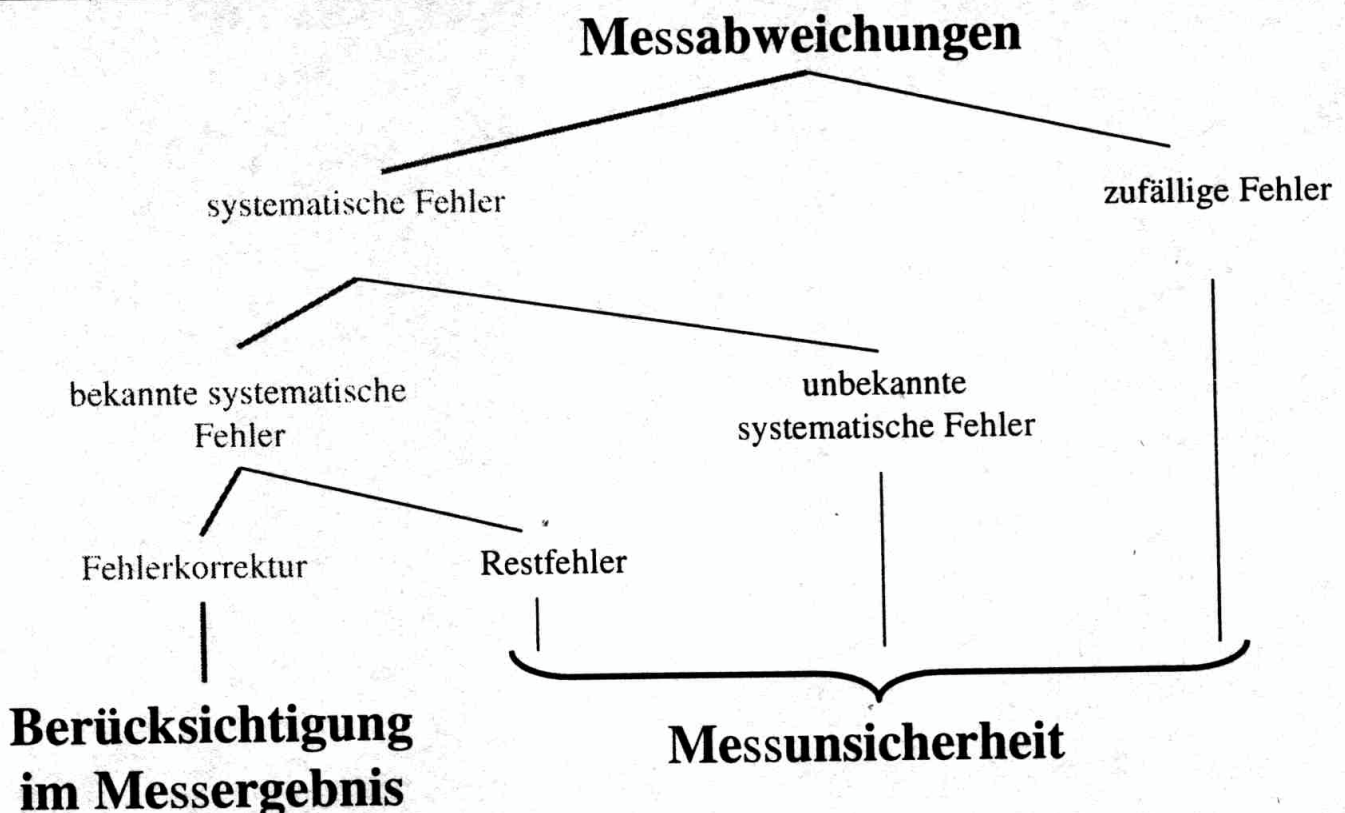 Messabweichungen
systematische Fehler
zufällige Fehler
bekannte systematische
Fehler
unbekannte
systematische Fehler
Fehlerkorrektur
Restfehler
Berücksichtigung
im Messergebnis
Messunsicherheit